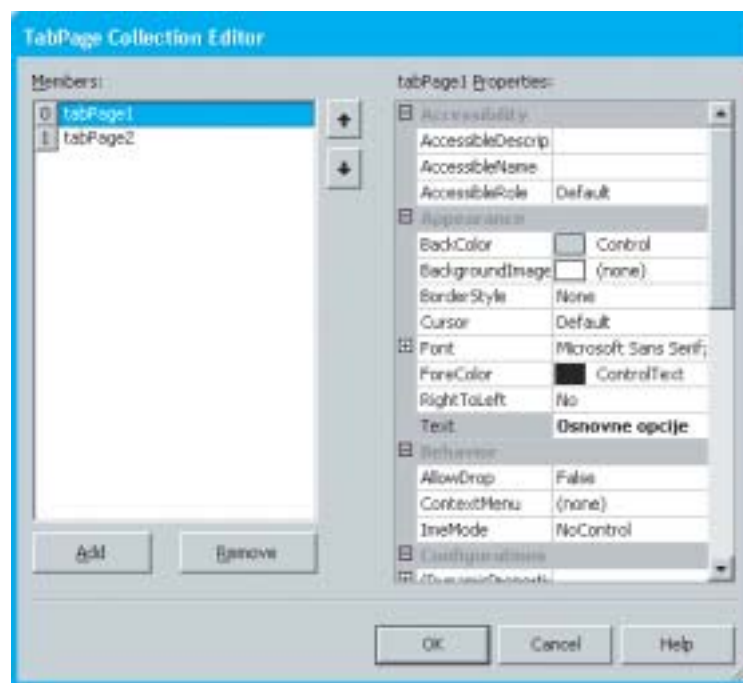 TabPage Collection Editor
Members:
0 tabPage1
1 tabPage2
Add
Remove
tabPage1 Properties:
Accessibility
AccessibleDescrip
AccessibleName
AccessibleRole Default
Appearance
BackColor Control
BackgroundImage (none)
BorderStyle None
Cursor Default
Font Microsoft Sans Serif;
ForeColor ControlText
RightToLeft No
Text Osnovne opcije
Behavior
AllowDrop False
ContextMenu (none)
ImeMode NoControl
Configurations
OK
Cancel
Help